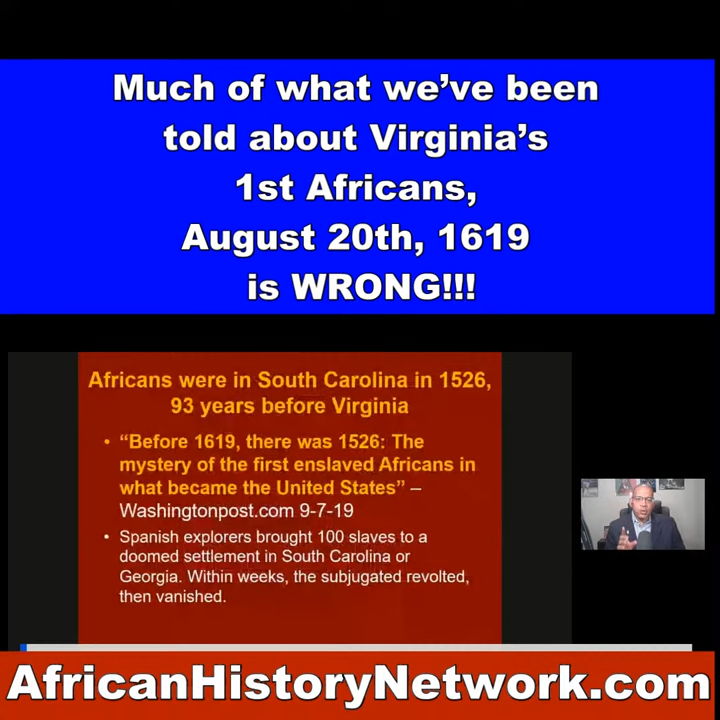 Much of what we've been
told about Virginia's
1st Africans,
August 20th, 1619
is WRONG!!!
Africans were in South Carolina in 1526,
93 years before Virginia
• “Before 1619, there was 1526: The
mystery of the first enslaved Africans in
what became the United States” –
Washingtonpost.com 9-7-19
• Spanish explorers brought 100 slaves to a
doomed settlement in South Carolina or
Georgia. Within weeks, the subjugated revolted,
then vanished.
AfricanHistoryNetwork.com